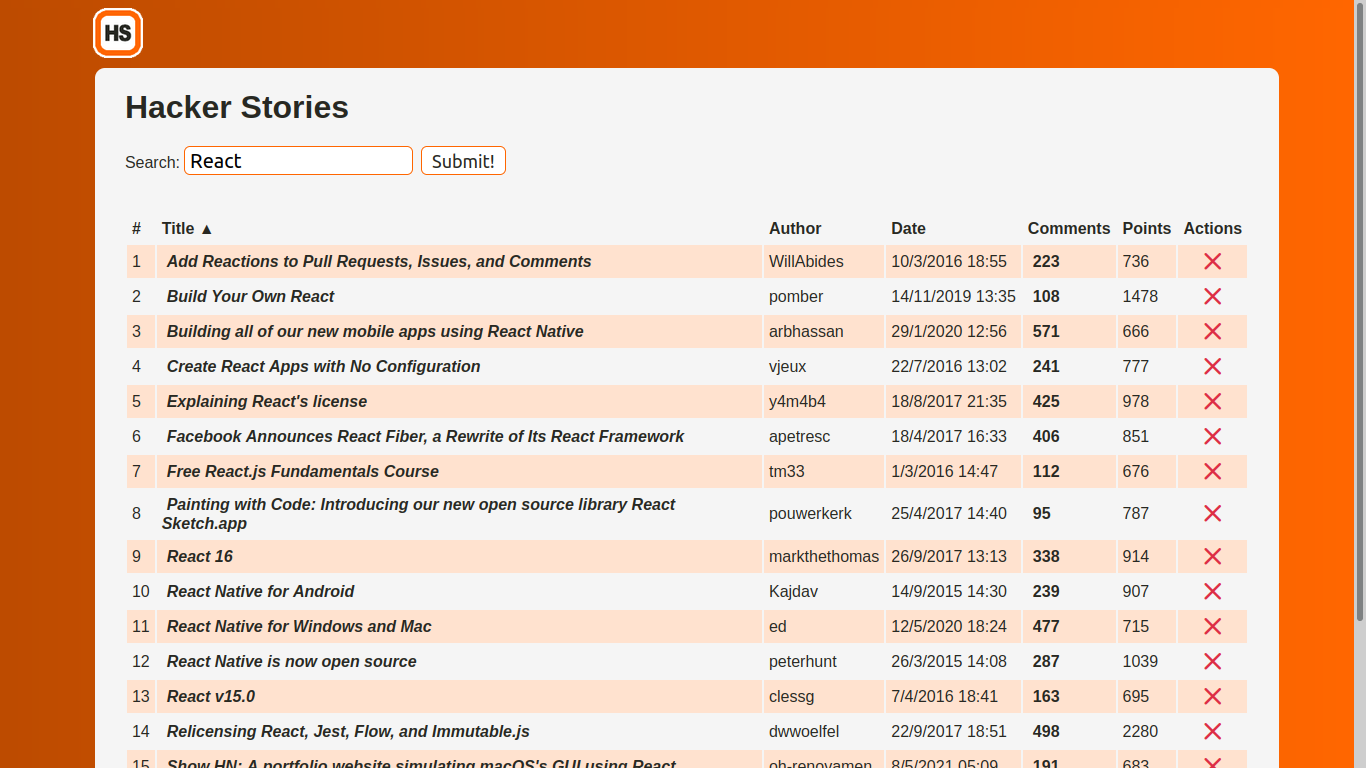 HS
Hacker Stories
Search: React Submit!
# Title ▲ Author Date Comments Points Actions
1 Add Reactions to Pull Requests, Issues, and Comments WillAbides 10/3/2016 18:55 223 736
2 Build Your Own React pomber 14/11/2019 13:35 108 1478
3 Building all of our new mobile apps using React Native arbhassan 29/1/2020 12:56 571 666
4 Create React Apps with No Configuration vjeux 22/7/2016 13:02 241 777
5 Explaining React's license y4m4b4 18/8/2017 21:35 425 978
6 Facebook Announces React Fiber, a Rewrite of Its React Framework apetresc 18/4/2017 16:33 406 851
7 Free React.js Fundamentals Course tm33 1/3/2016 14:47 112 676
8 Painting with Code: Introducing our new open source library React
Sketch.app pouwerkerk 25/4/2017 14:40 95 787
9 React 16 markthethomas 26/9/2017 13:13 338 914
10 React Native for Android Kajdav 14/9/2015 14:30 239 907
11 React Native for Windows and Mac ed 12/5/2020 18:24 477 715
12 React Native is now open source peterhunt 26/3/2015 14:08 287 1039
13 React v15.0 clessg 7/4/2016 18:41 163 695
14 Relicensing React, Jest, Flow, and Immutable.js dwwoelfel 22/9/2017 18:51 498 2280
15 Show HN: A portfolio website simulating macOS's GUI using React oh-renovamen 8/5/2021 05:09 191 683